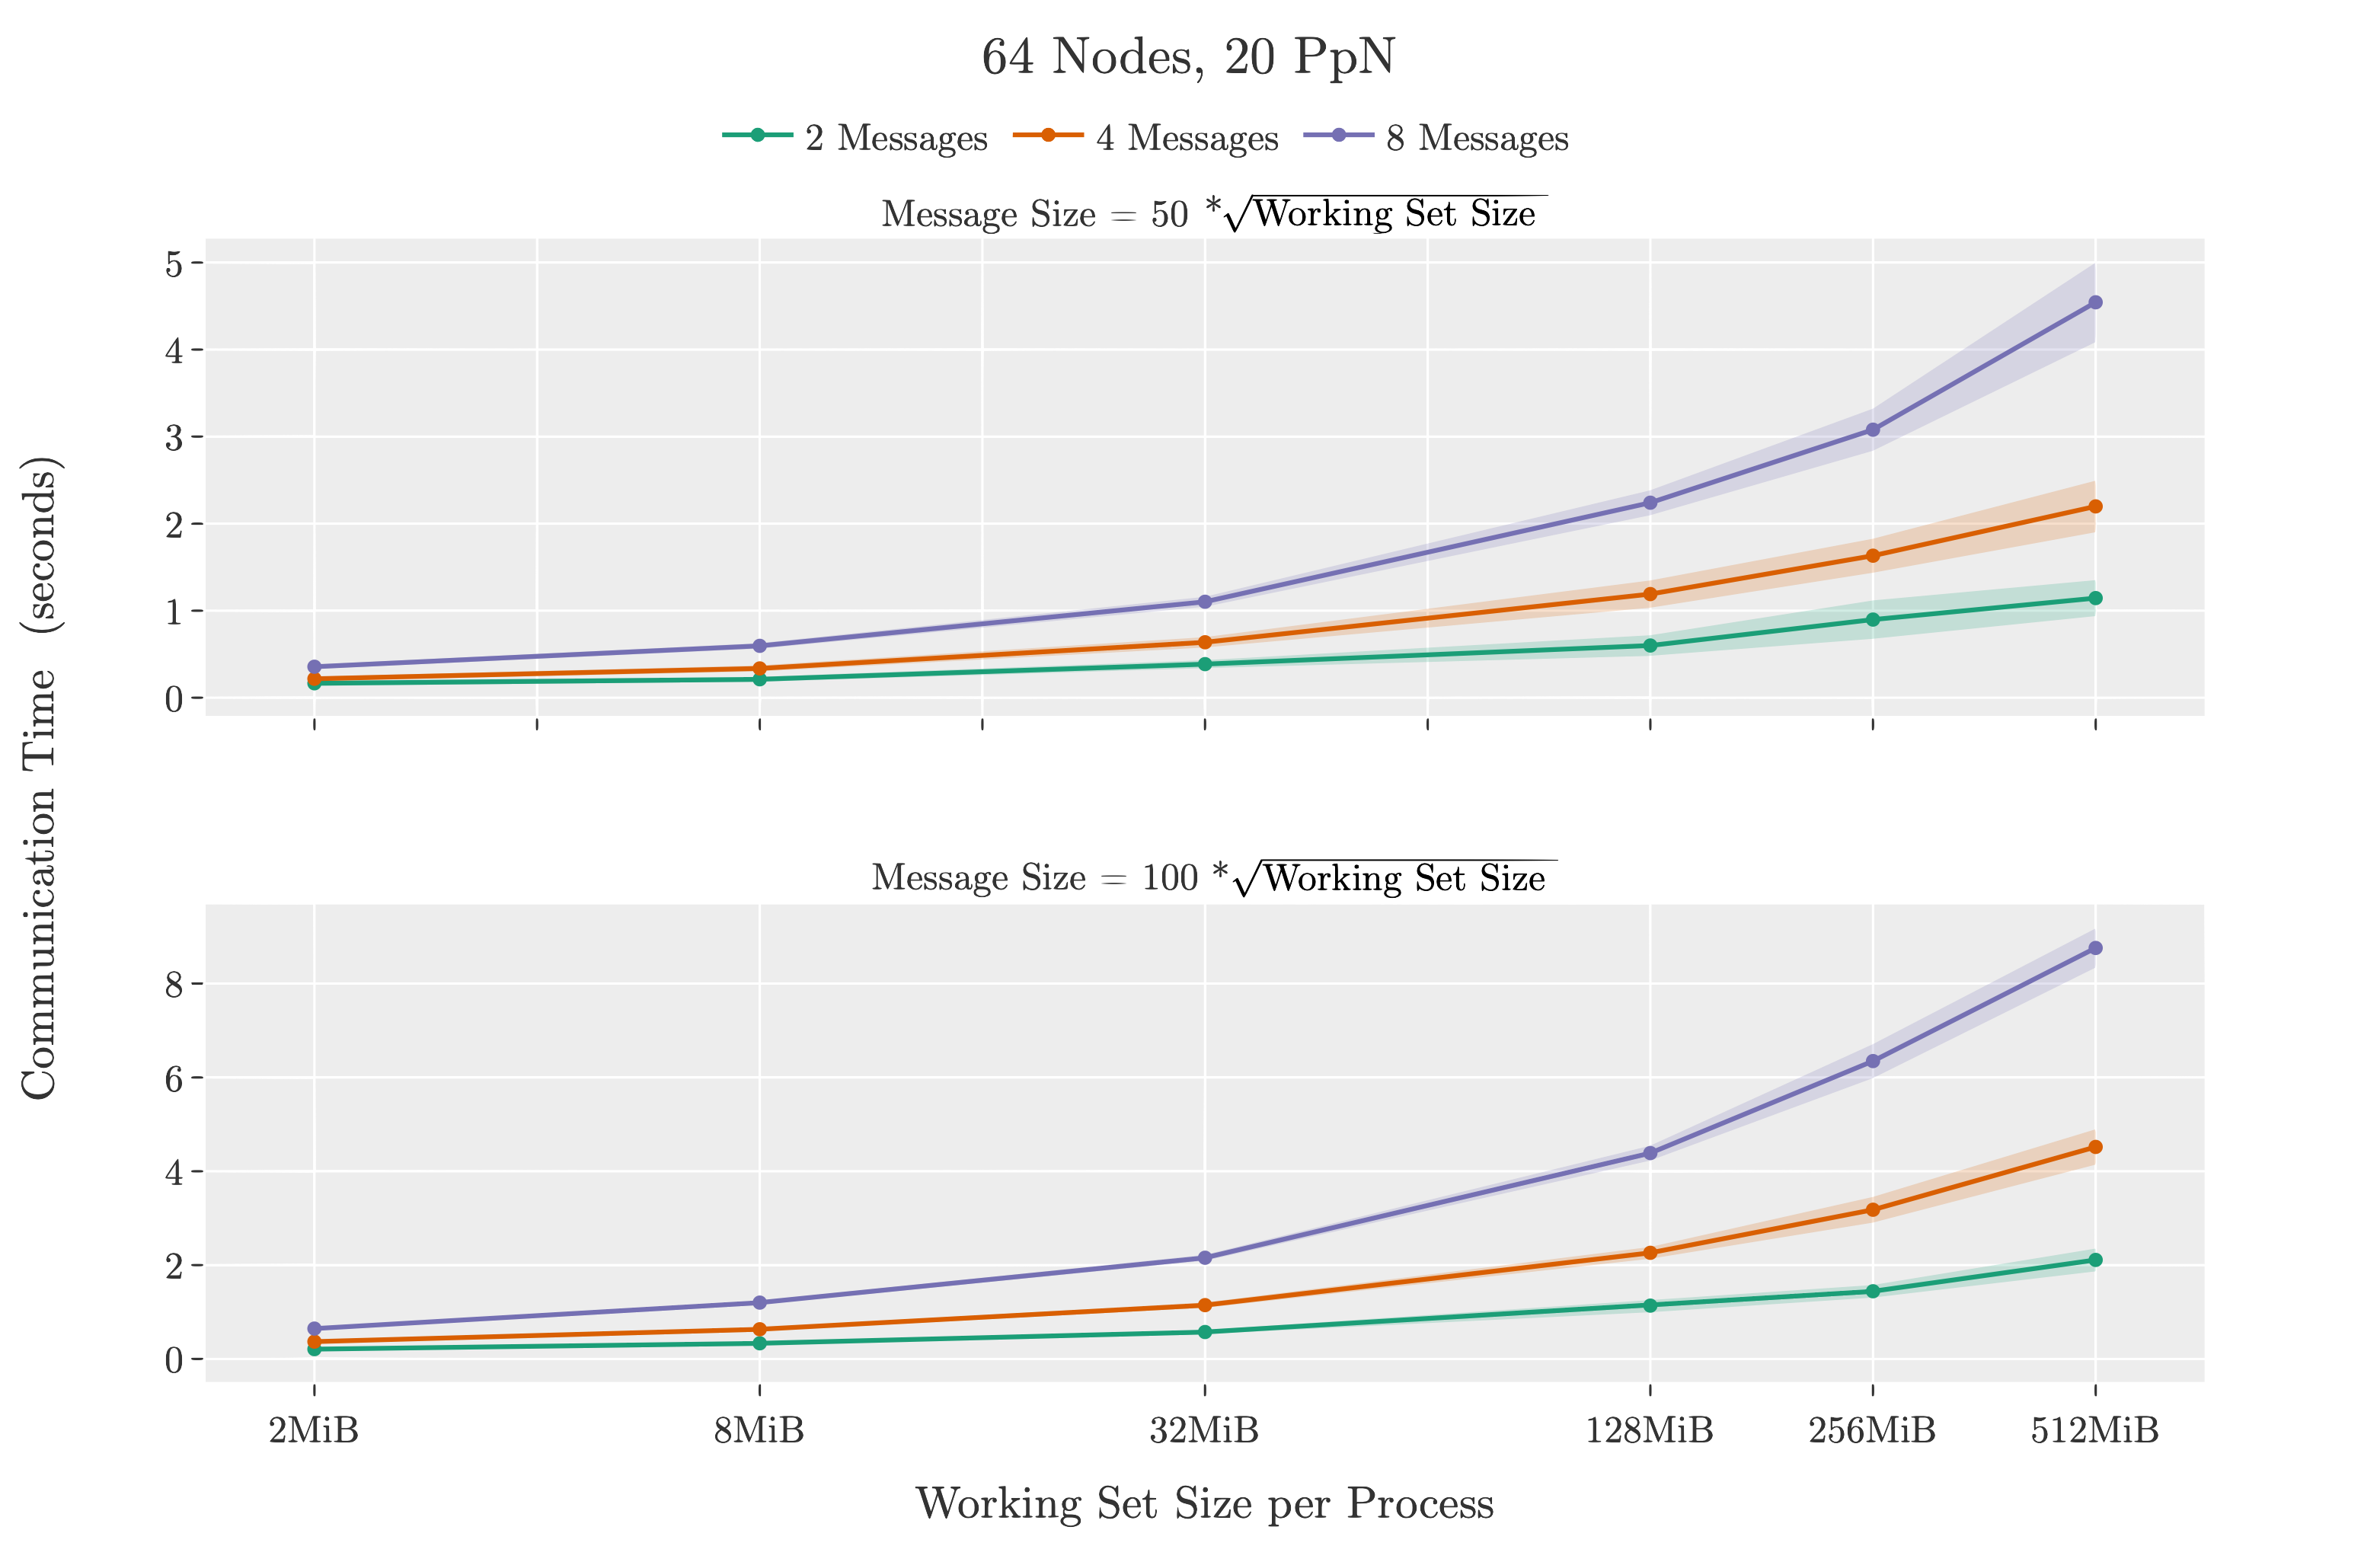 64 Nodes, 20 PpN
2 Messages 4 Messages 8 Messages
Message Size = 50 *√Working Set Size
5
4
3
2
1
0
Communication Time (seconds)
Message Size = 100 *√Working Set Size
8
6
4
2
0
2MiB 8MiB 32MiB 128MiB 256MiB 512MiB
Working Set Size per Process